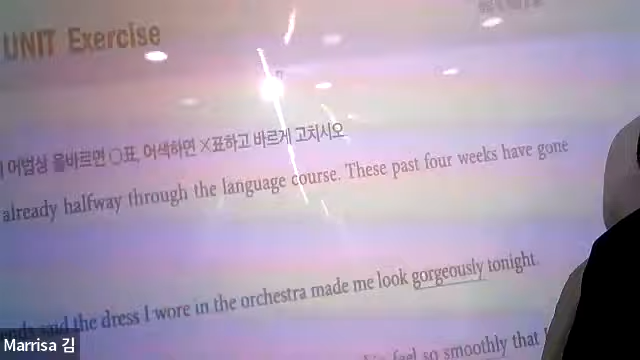 UNIT Exercise
어법상 올바르면 ○표, 어색하면 ×표하고 바르게 고치시오
already halfway through the language course. These past four weeks have gone
said the dress I wore in the orchestra made me look gorgeously tonight.
feel so smoothly that
Marrisa 김